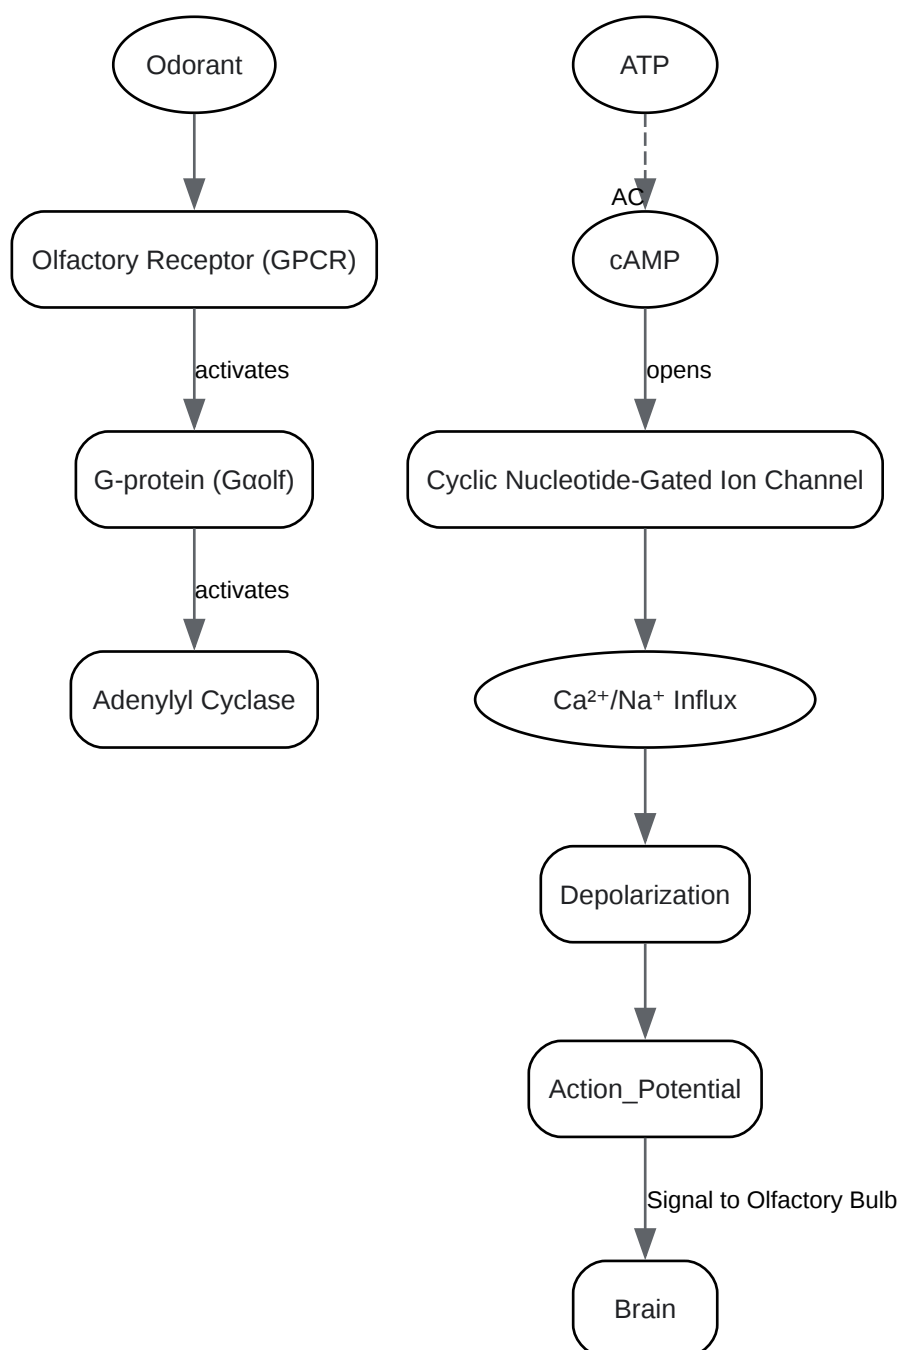 Odorant
Olfactory Receptor (GPCR)
activates
G-protein (Gαolf)
activates
Adenylyl Cyclase
ATP
AC
cAMP
opens
Cyclic Nucleotide-Gated Ion Channel
Ca²⁺/Na⁺ Influx
Depolarization
Action_Potential
Signal to Olfactory Bulb
Brain